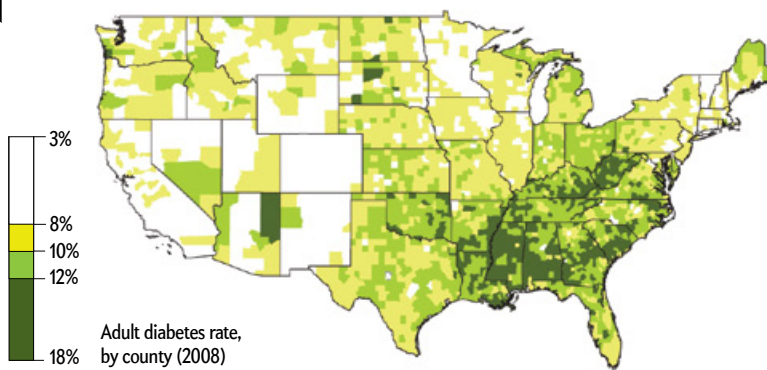 3%
8%
10%
12%
18%
Adult diabetes rate,
by county (2008)